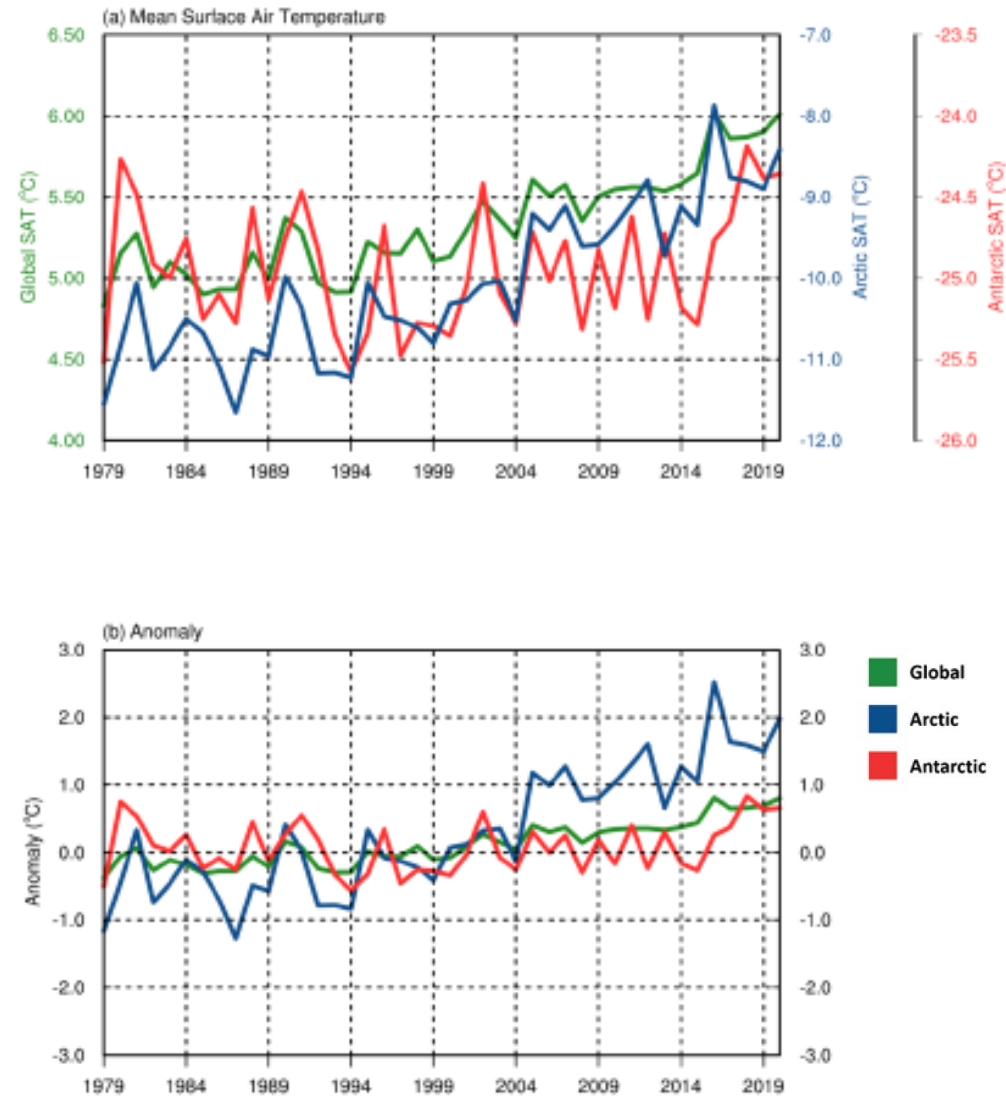 (a) Mean Surface Air Temperature
6.50 -7.0 -23.5
6.00 -8.0 -24.0
5.50 -9.0 -24.5
5.00 -10.0 -25.0
4.50 -11.0 -25.5
4.00 -12.0 -26.0
Global SAT (°C)
Arctic SAT (°C)
Antarctic SAT (°C)
1979 1984 1989 1994 1999 2004 2009 2014 2019
(b) Anomaly
3.0 3.0
2.0 2.0
1.0 1.0
0.0 0.0
-1.0 -1.0
-2.0 -2.0
-3.0 -3.0
Anomaly (°C)
1979 1984 1989 1994 1999 2004 2009 2014 2019
Global
Arctic
Antarctic